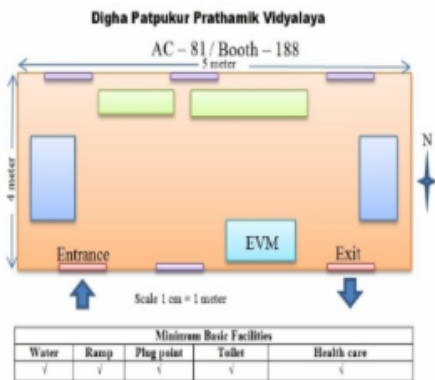 Digha Patpukur Prathamik Vidyalaya
AC – 81 / Booth – 188
5 meter
4 meter
N
EVM
Entrance
Exit
Scale 1 cm = 1 meter
Minimum Basic Facilities
Water Ramp Plug point Toilet Health care
√ √ √ √ √